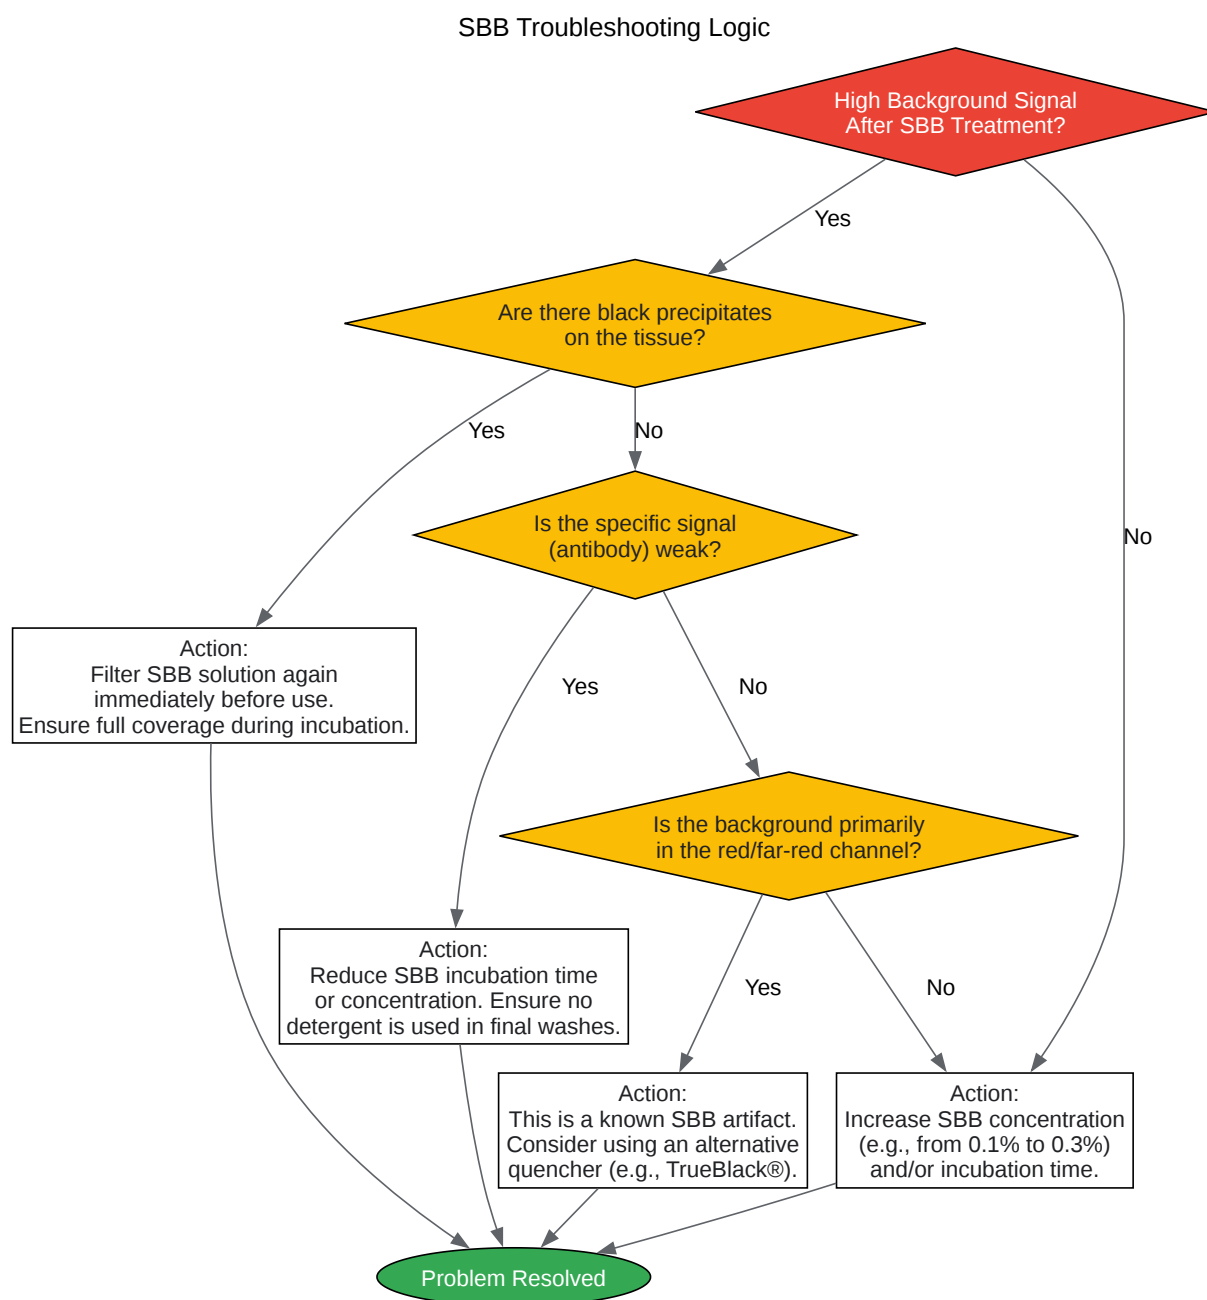 SBB Troubleshooting Logic
High Background Signal
After SBB Treatment?
Yes
Are there black precipitates
on the tissue?
Yes
No
Is the specific signal
(antibody) weak?
No
Action:
Filter SBB solution again
immediately before use.
Ensure full coverage during incubation.
Yes
No
Is the background primarily
in the red/far-red channel?
Action:
Reduce SBB incubation time
or concentration. Ensure no
detergent is used in final washes.
Yes
No
Action:
This is a known SBB artifact.
Consider using an alternative
quencher (e.g., TrueBlack®).
Action:
Increase SBB concentration
(e.g., from 0.1% to 0.3%)
and/or incubation time.
Problem Resolved